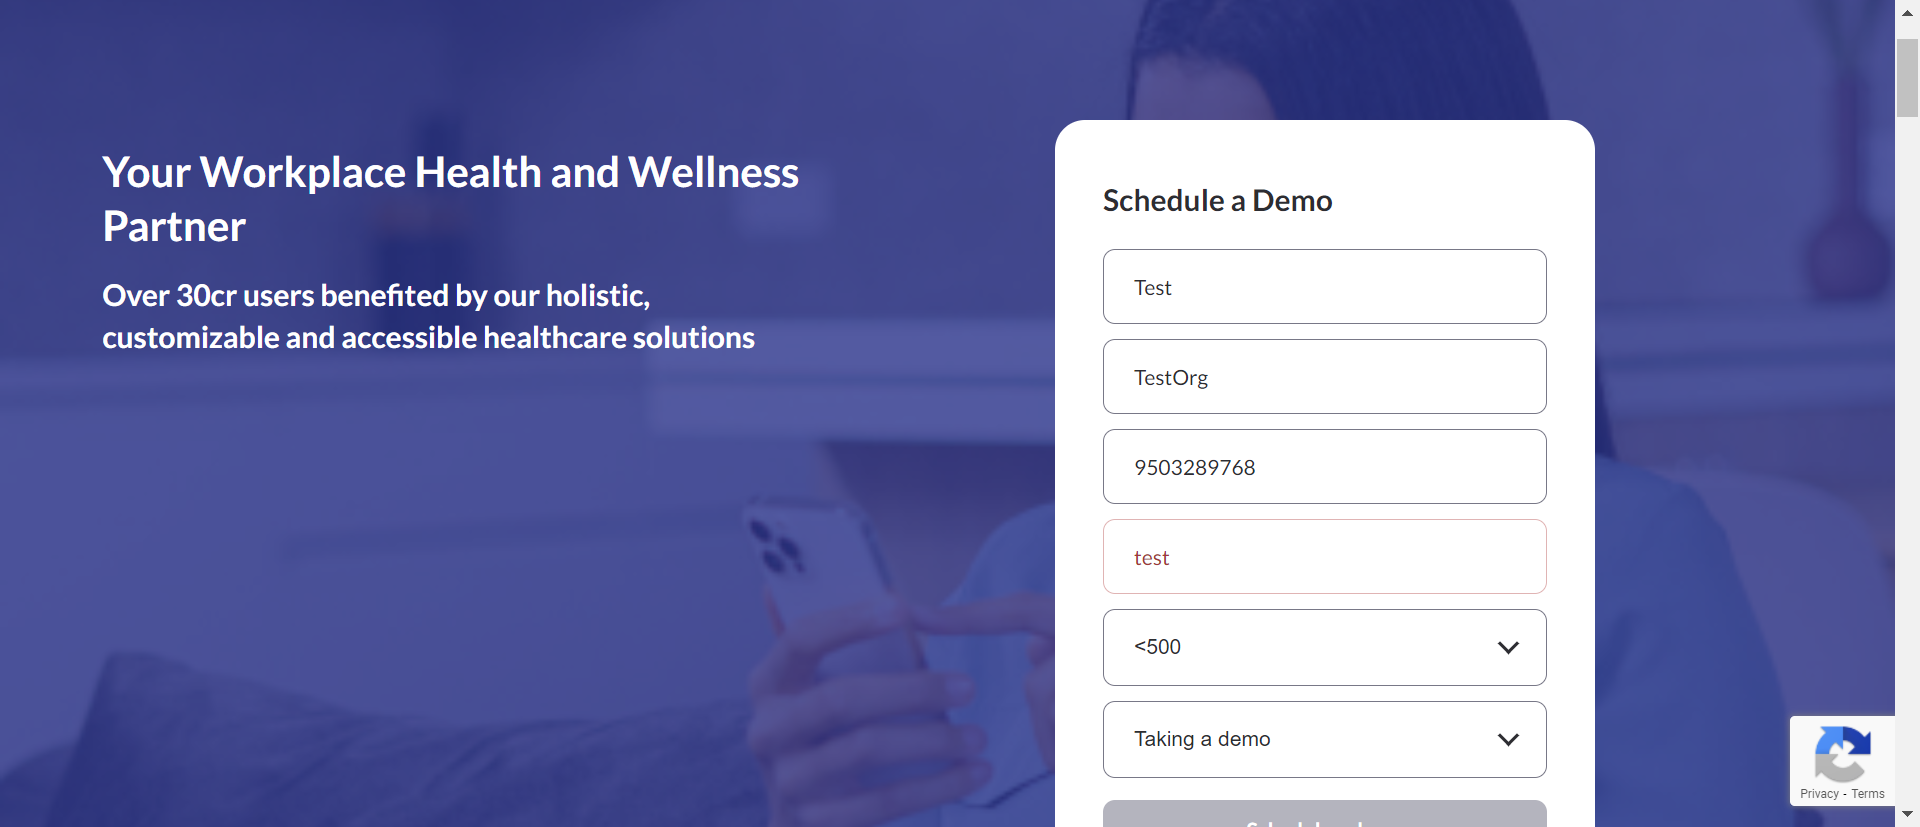 Your Workplace Health and Wellness
Partner
Over 30cr users benefited by our holistic,
customizable and accessible healthcare solutions
Schedule a Demo
Test
TestOrg
9503289768
test
<500
Taking a demo
Privacy - Terms